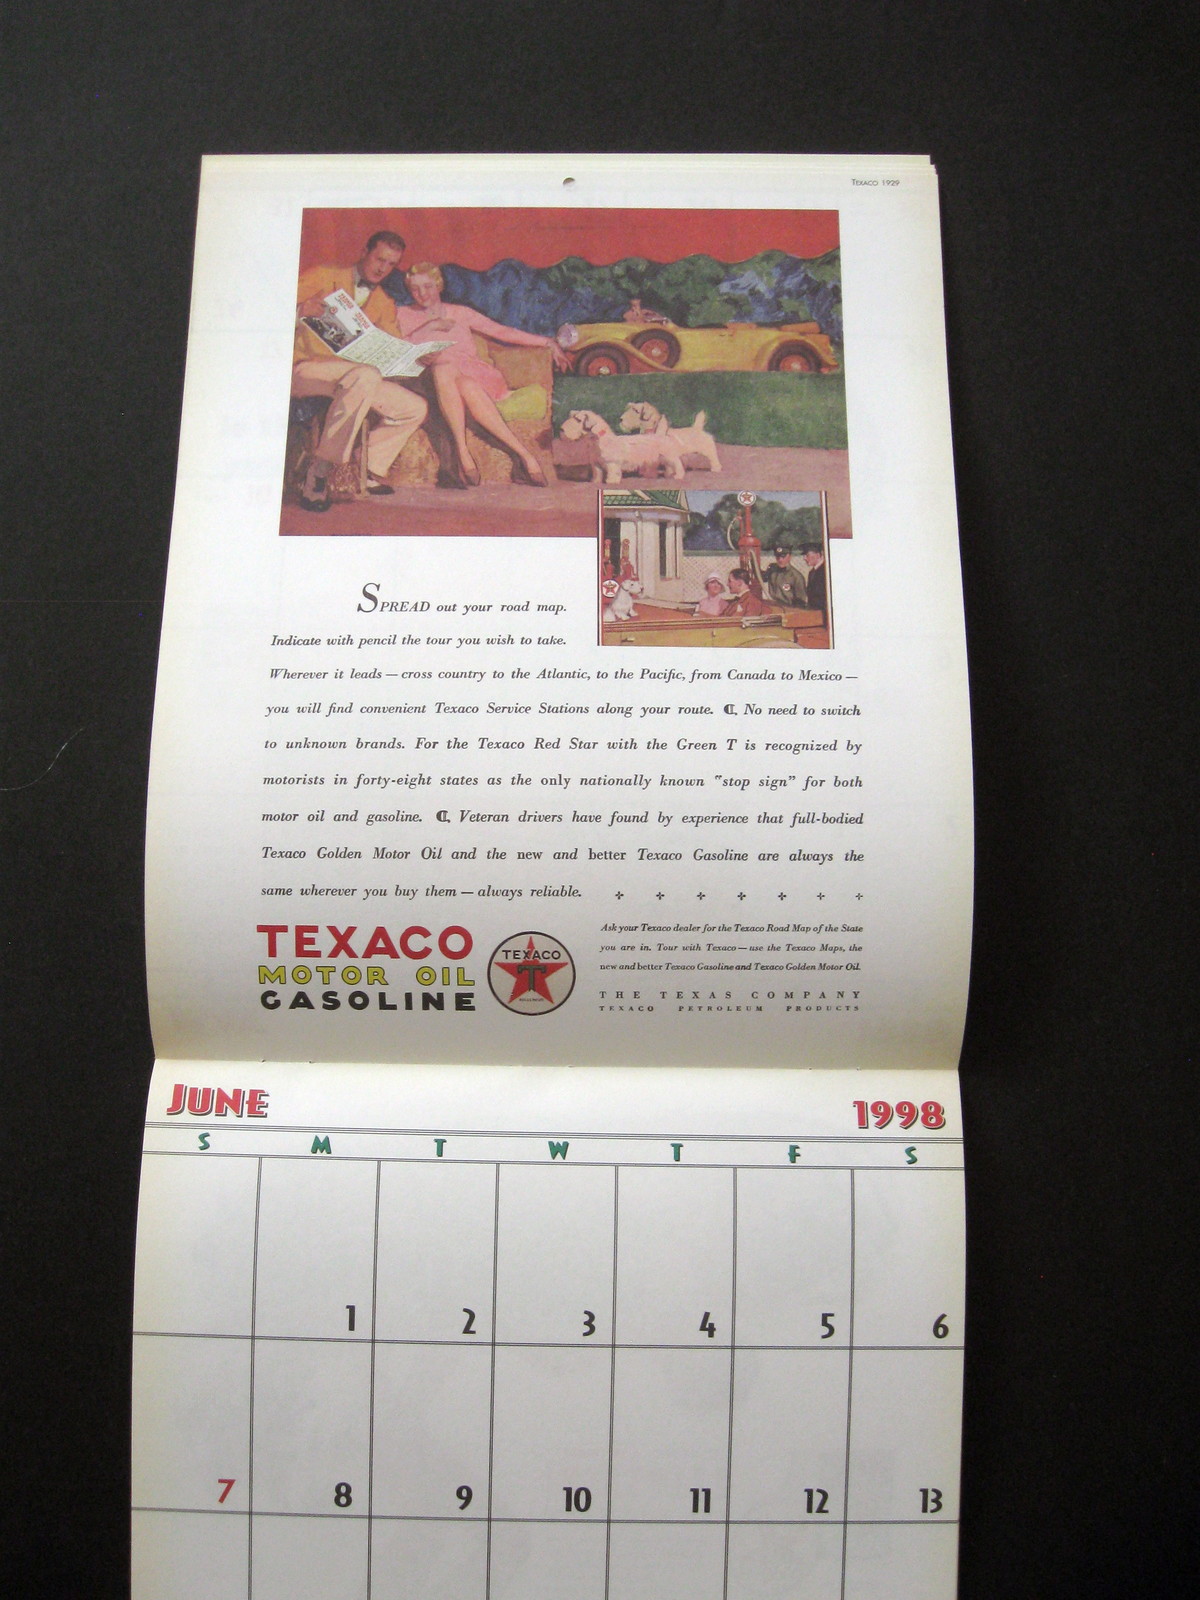 TEXACO 1929
SPREAD out your road map.
Indicate with pencil the tour you wish to take.
Wherever it leads — cross country to the Atlantic, to the Pacific, from Canada to Mexico —
you will find convenient Texaco Service Stations along your route. ℂ, No need to switch
to unknown brands. For the Texaco Red Star with the Green T is recognized by
motorists in forty-eight states as the only nationally known "stop sign" for both
motor oil and gasoline. ℂ, Veteran drivers have found by experience that full-bodied
Texaco Golden Motor Oil and the new and better Texaco Gasoline are always the
same wherever you buy them — always reliable.
TEXACO
MOTOR OIL
GASOLINE
TEXACO
T
Ask your Texaco dealer for the Texaco Road Map of the State
you are in. Tour with Texaco — use the Texaco Maps, the
new and better Texaco Gasoline and Texaco Golden Motor Oil.
THE TEXAS COMPANY
TEXACO PETROLEUM PRODUCTS
JUNE 1998
S M T W T F S
1 2 3 4 5 6
7 8 9 10 11 12 13